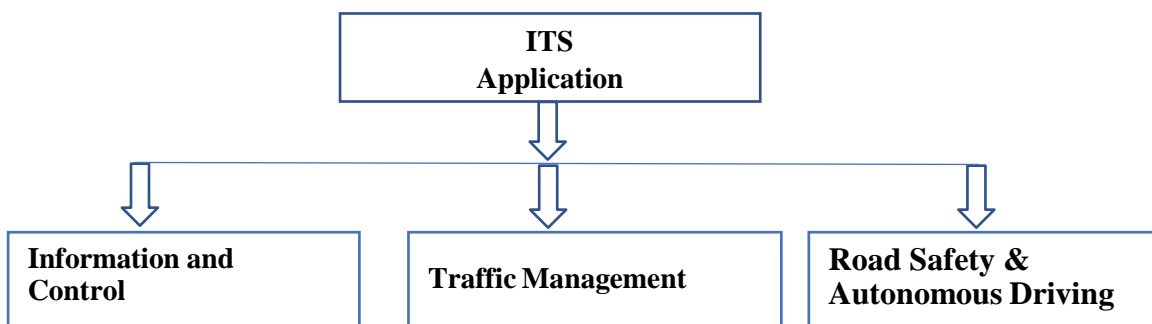 ITS
Application
Information and
Control
Traffic Management
Road Safety &
Autonomous Driving